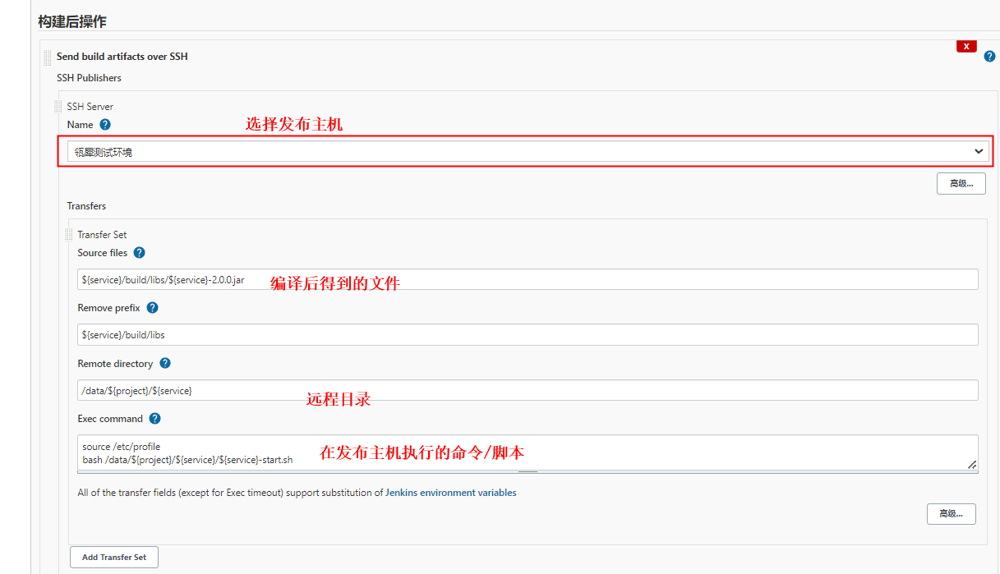 构建后操作
X
Send build artifacts over SSH
?
SSH Publishers
SSH Server
Name ?
选择发布主机
瓴犀测试环境
高级...
Transfers
Transfer Set
Source files ?
${service}/build/libs/${service}-2.0.0.jar
编译后得到的文件
Remove prefix ?
${service}/build/libs
Remote directory ?
/data/${project}/${service}
远程目录
Exec command ?
source /etc/profile
bash /data/${project}/${service}/${service}-start.sh
在发布主机执行的命令/脚本
All of the transfer fields (except for Exec timeout) support substitution of Jenkins environment variables
高级...
Add Transfer Set